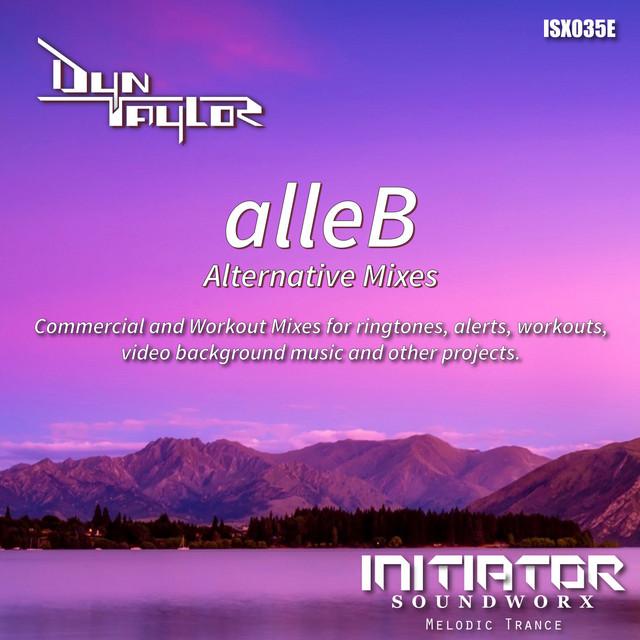 ISX035E
Dyn
Taylor
alleB
Alternative Mixes
Commercial and Workout Mixes for ringtones, alerts, workouts,
video background music and other projects.
INITIATOR
SOUNDWORX
Melodic Trance